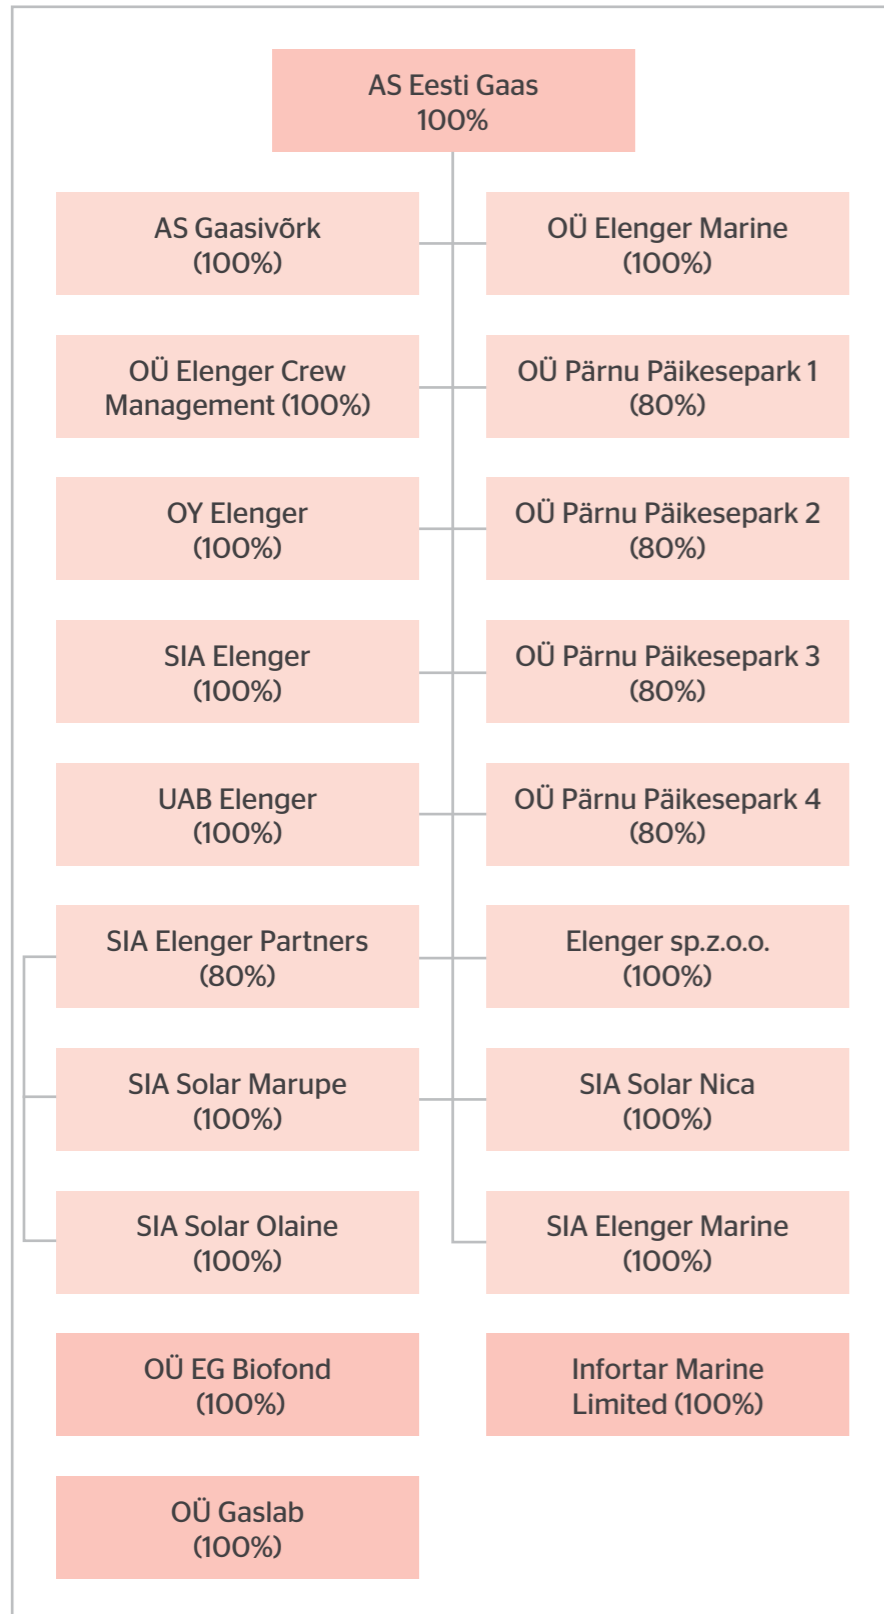 AS Eesti Gaas
100%
AS Gaasivõrk
(100%)
OÜ Elenger Marine
(100%)
OÜ Elenger Crew
Management (100%)
OÜ Pärnu Päikesepark 1
(80%)
OY Elenger
(100%)
OÜ Pärnu Päikesepark 2
(80%)
SIA Elenger
(100%)
OÜ Pärnu Päikesepark 3
(80%)
UAB Elenger
(100%)
OÜ Pärnu Päikesepark 4
(80%)
SIA Elenger Partners
(80%)
Elenger sp.z.o.o.
(100%)
SIA Solar Marupe
(100%)
SIA Solar Nica
(100%)
SIA Solar Olaine
(100%)
SIA Elenger Marine
(100%)
OÜ EG Biofond
(100%)
Infortar Marine
Limited (100%)
OÜ Gaslab
(100%)